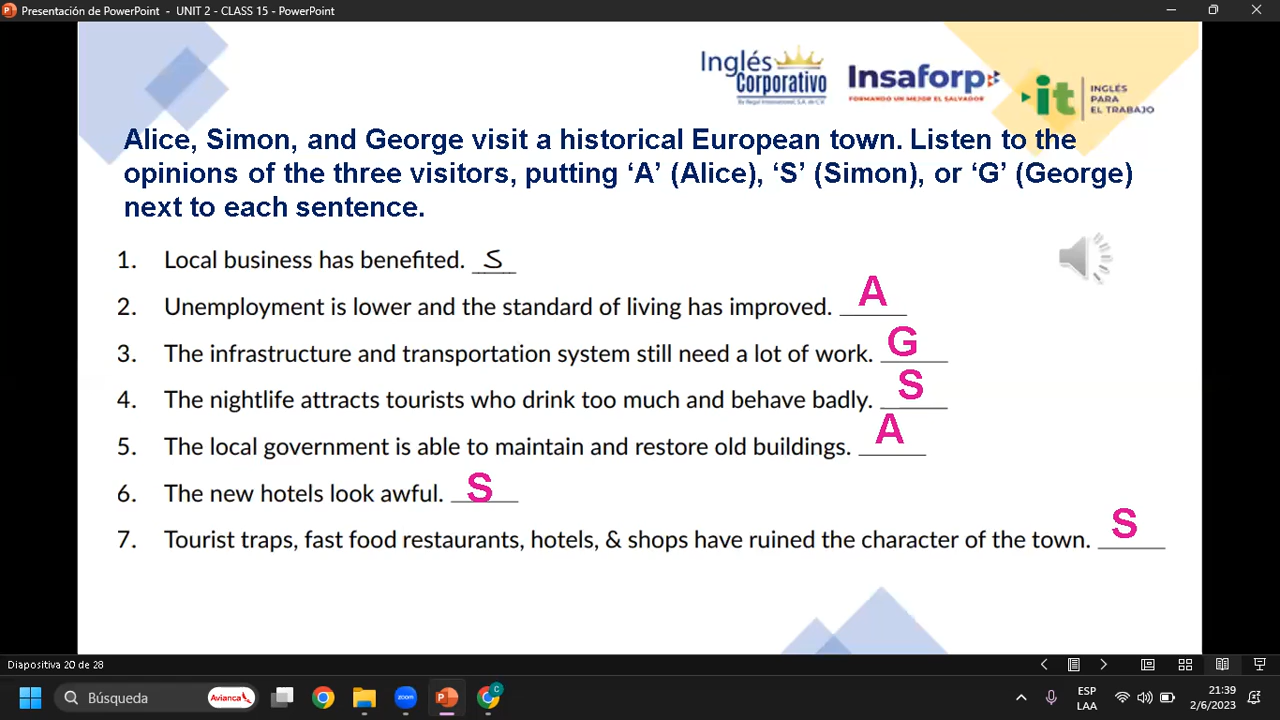 Presentación de PowerPoint - UNIT 2 - CLASS 15 - PowerPoint
Inglés Corporativo
Insaforp
FORMANDO UN MEJOR EL SALVADOR
it INGLÉS PARA EL TRABAJO
Alice, Simon, and George visit a historical European town. Listen to the
opinions of the three visitors, putting ‘A’ (Alice), ‘S’ (Simon), or ‘G’ (George)
next to each sentence.
1. Local business has benefited. S
2. Unemployment is lower and the standard of living has improved. A
3. The infrastructure and transportation system still need a lot of work. G
4. The nightlife attracts tourists who drink too much and behave badly. S
5. The local government is able to maintain and restore old buildings. A
6. The new hotels look awful. S
7. Tourist traps, fast food restaurants, hotels, & shops have ruined the character of the town. S
Diapositiva 20 de 28
Búsqueda
Avianca
zoom
C
ESP
LAA
21:39
2/6/2023